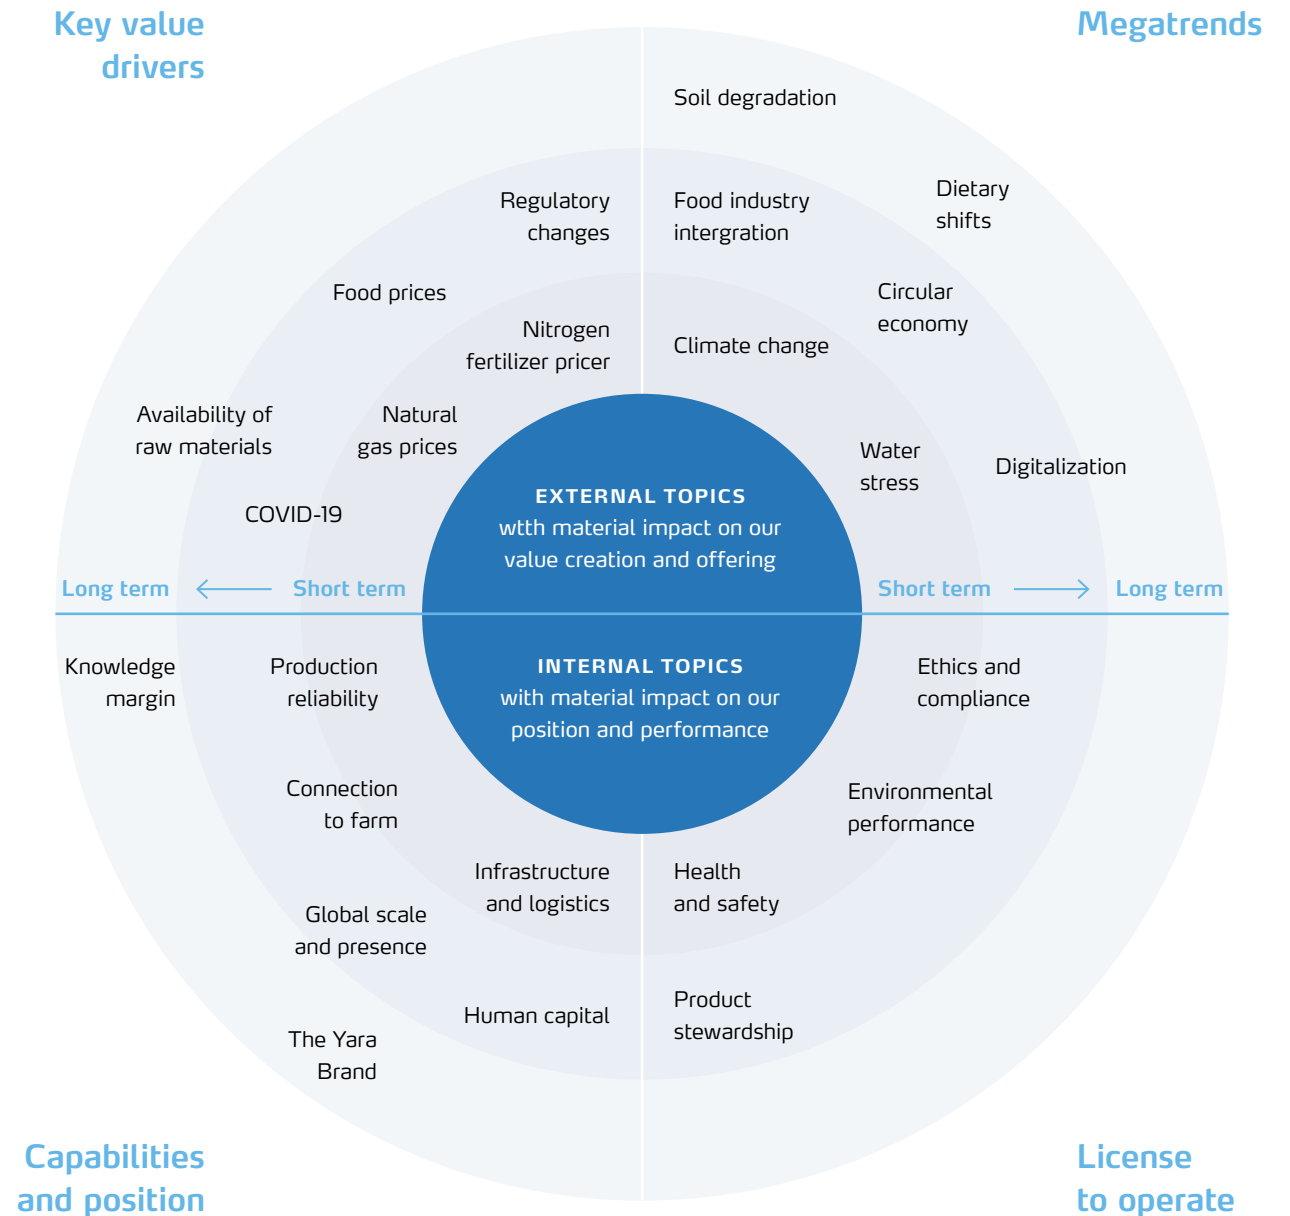 Key value
drivers
Megatrends
Soil degradation
Dietary
shifts
Regulatory
changes
Food industry
intergration
Food prices
Circular
economy
Nitrogen
fertilizer pricer
Climate change
Availability of
raw materials
Natural
gas prices
Water
stress
Digitalization
COVID-19
EXTERNAL TOPICS
wtth material impact on our
value creation and offering
Long term
Short term
Short term
Long term
INTERNAL TOPICS
with material impact on our
position and performance
Knowledge
margin
Production
reliability
Ethics and
compliance
Connection
to farm
Environmental
performance
Infrastructure
and logistics
Health
and safety
Global scale
and presence
Human capital
Product
stewardship
The Yara
Brand
Capabilities
and position
License
to operate